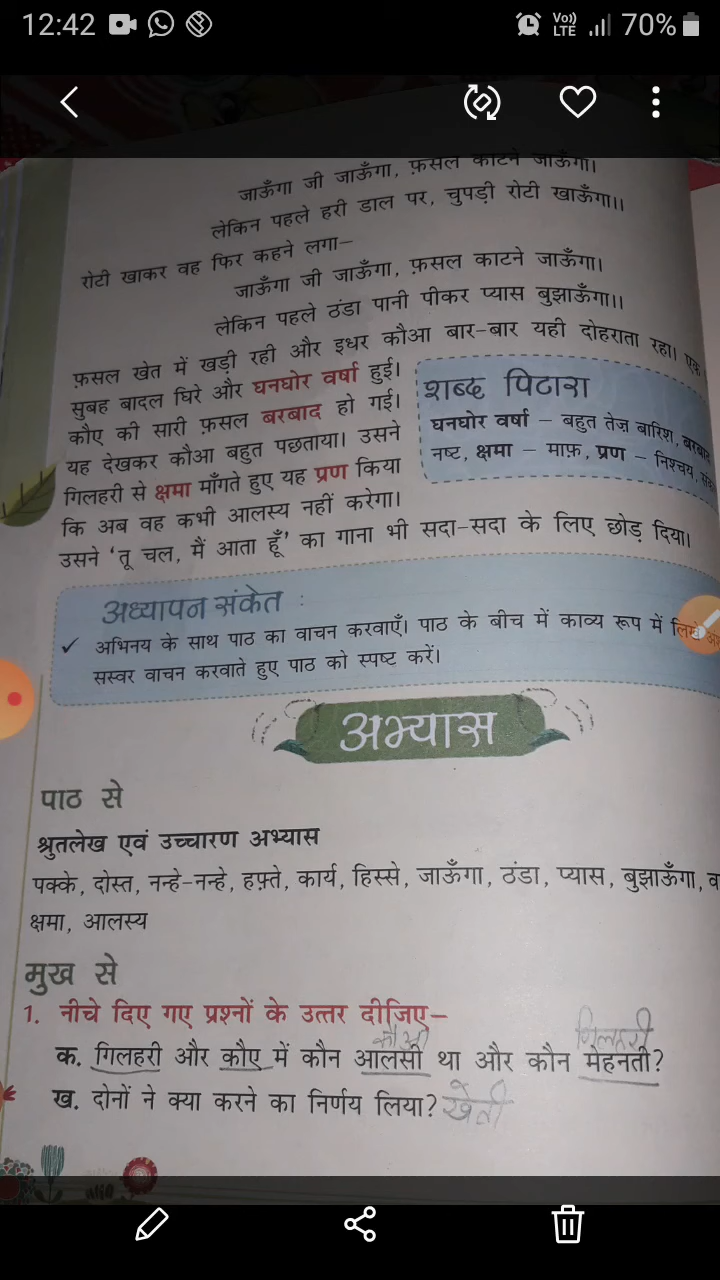 12:42 Vo)) LTE 70%
जाऊँगा जी जाऊँगा, फ़सल काटने जाऊँगा।
लेकिन पहले हरी डाल पर, चुपड़ी रोटी खाऊँगा।।
रोटी खाकर वह फिर कहने लगा–
जाऊँगा जी जाऊँगा, फ़सल काटने जाऊँगा।
लेकिन पहले ठंडा पानी पीकर प्यास बुझाऊँगा।।
फ़सल खेत में खड़ी रही और इधर कौआ बार-बार यही दोहराता रहा। एक
सुबह बादल घिरे और घनघोर वर्षा हुई।
कौए की सारी फ़सल बरबाद हो गई।
यह देखकर कौआ बहुत पछताया। उसने
गिलहरी से क्षमा माँगते हुए यह प्रण किया
कि अब वह कभी आलस्य नहीं करेगा।
उसने ‘तू चल, मैं आता हूँ’ का गाना भी सदा-सदा के लिए छोड़ दिया।
शब्द पिटारा
घनघोर वर्षा – बहुत तेज़ बारिश, बरबाद
नष्ट, क्षमा – माफ़, प्रण – निश्चय,
अध्यापन संकेत :
✓ अभिनय के साथ पाठ का वाचन करवाएँ। पाठ के बीच में काव्य रूप में
सस्वर वाचन करवाते हुए पाठ को स्पष्ट करें।
अभ्यास
पाठ से
श्रुतलेख एवं उच्चारण अभ्यास
पक्के, दोस्त, नन्हे-नन्हे, हफ़्ते, कार्य, हिस्से, जाऊँगा, ठंडा, प्यास, बुझाऊँगा,
क्षमा, आलस्य
मुख से
1. नीचे दिए गए प्रश्नों के उत्तर दीजिए–
कौआ गिलहरी
क. गिलहरी और कौए में कौन आलसी था और कौन मेहनती?
ख. दोनों ने क्या करने का निर्णय लिया? खेती